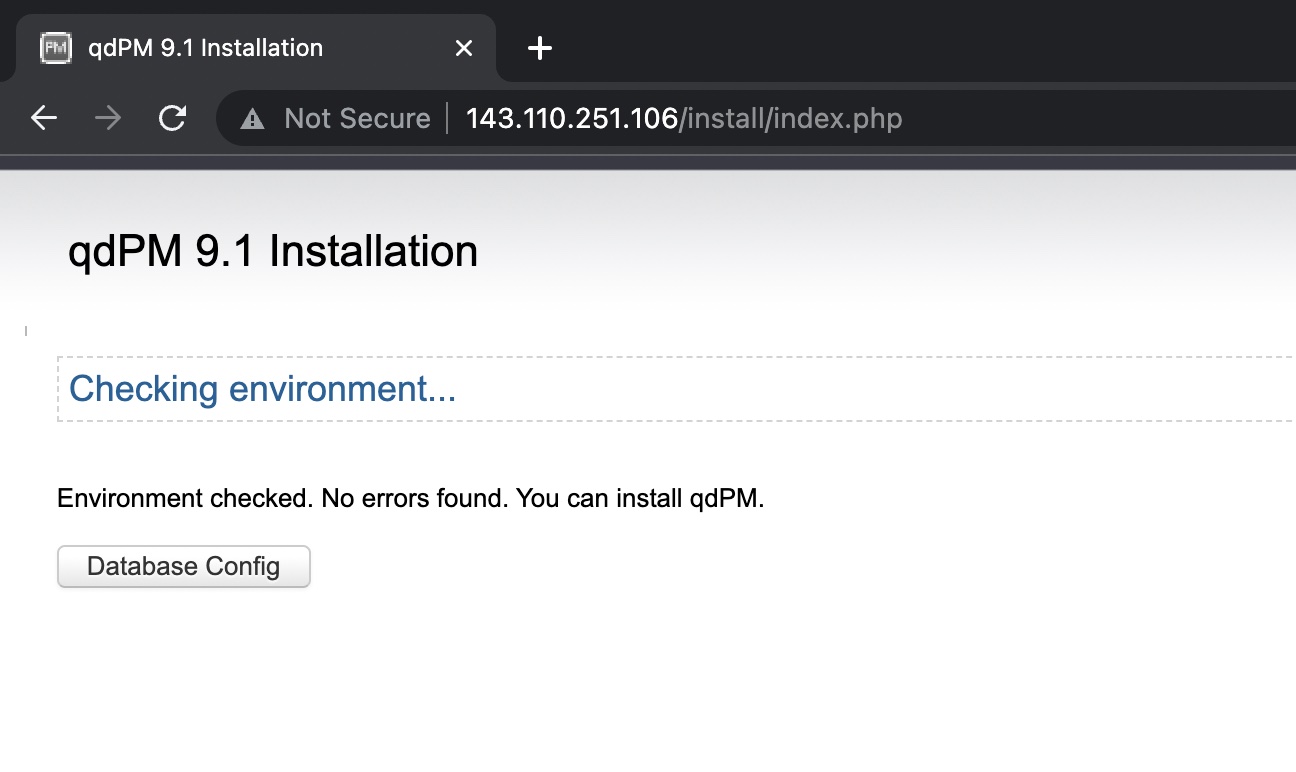 qdPM 9.1 Installation
Not Secure 143.110.251.106/install/index.php
qdPM 9.1 Installation
Checking environment...
Environment checked. No errors found. You can install qdPM.
Database Config